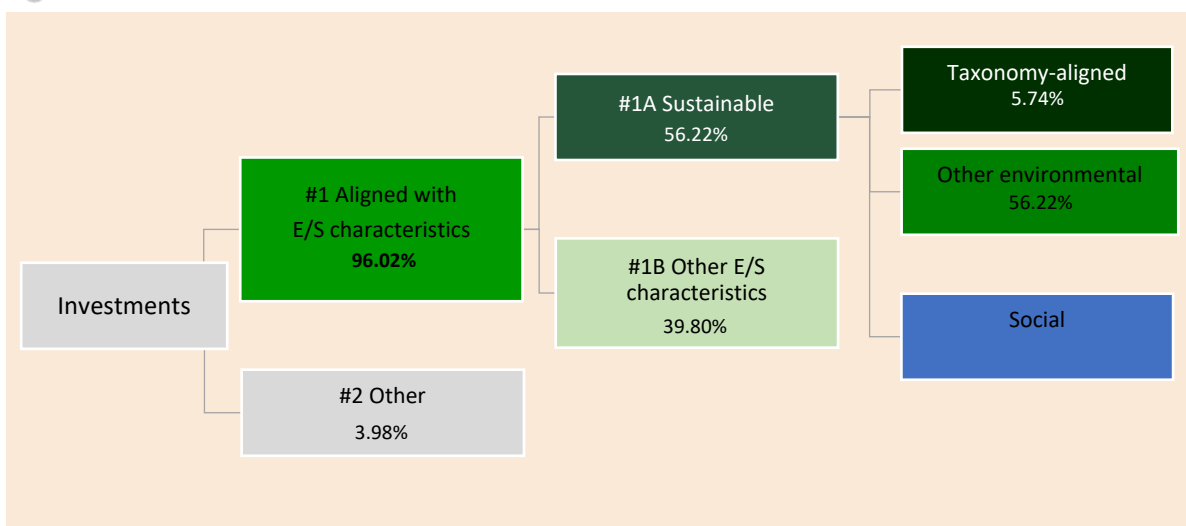 Investments
#1 Aligned with
E/S characteristics
96.02%
#2 Other
3.98%
#1A Sustainable
56.22%
#1B Other E/S
characteristics
39.80%
Taxonomy-aligned
5.74%
Other environmental
56.22%
Social